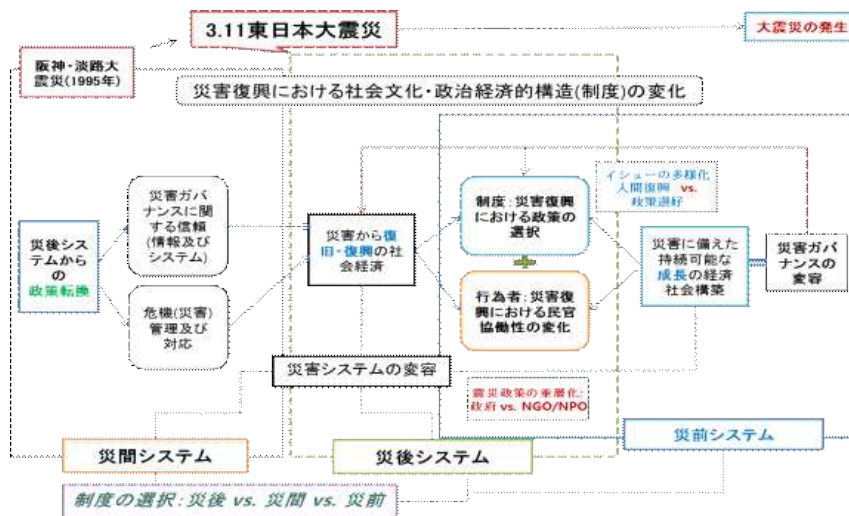 3.11東日本大震災
大震災の発生
阪神・淡路大
震災(1995年)
災害復興における社会文化・政治経済的構造(制度)の変化
災害ガバ
ナンスに関
する信頼
(情報及び
システム)
災後シス
テムからの
政策転換
危機(災害)
管理及び
対応
災害から復
旧・復興の社
会経済
制度:災害復興
における政策の
選択
行為者:災害復
興における民官
協働性の変化
イシューの多様化
人間復興 vs.
政策選好
災害に備えた
持続可能な
成長の経済
社会構築
災害ガバナンスの
変容
災害システムの変容
震災政策の重層化:
政府 vs. NGO/NPO
災間システム
災後システム
災前システム
制度の選択:災後 vs. 災間 vs. 災前